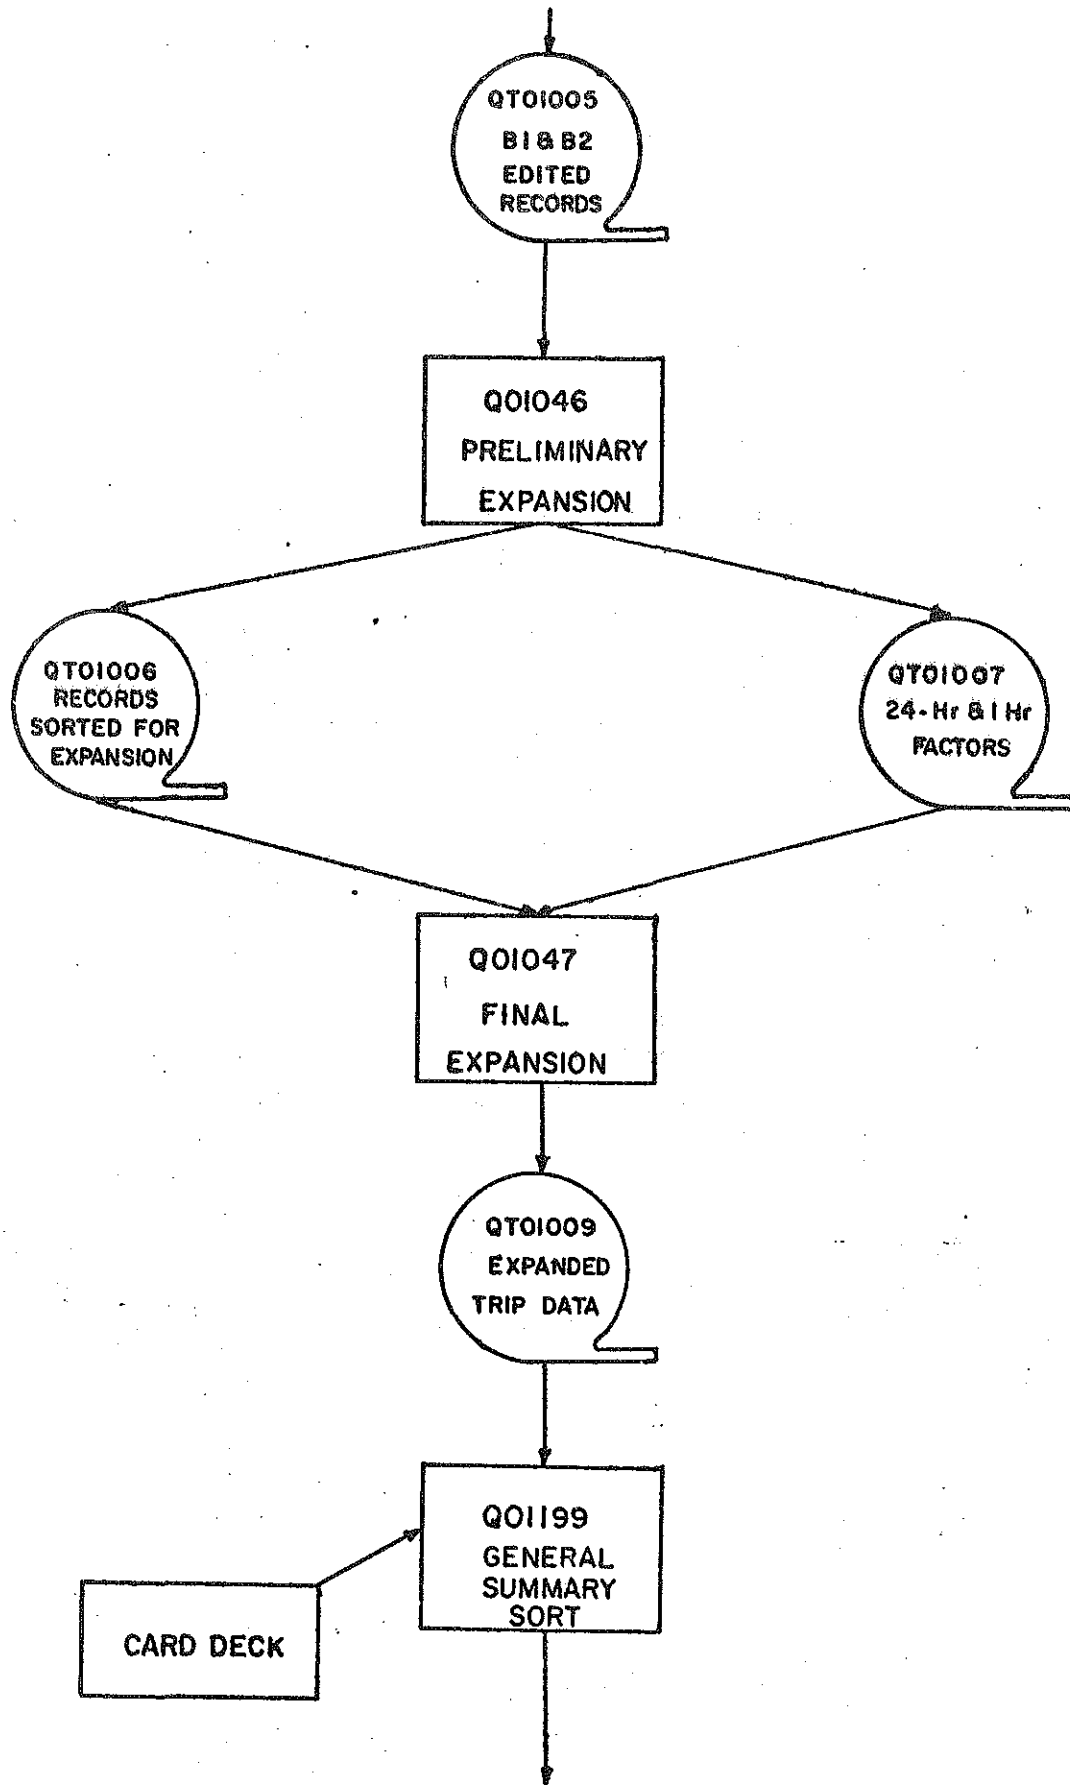 QT01005
B1 & B2
EDITED
RECORDS
Q01046
PRELIMINARY
EXPANSION
QT01006
RECORDS
SORTED FOR
EXPANSION
QT01007
24-Hr & 1 Hr
FACTORS
Q01047
FINAL
EXPANSION
QT01009
EXPANDED
TRIP DATA
Q01199
GENERAL
SUMMARY
SORT
CARD DECK